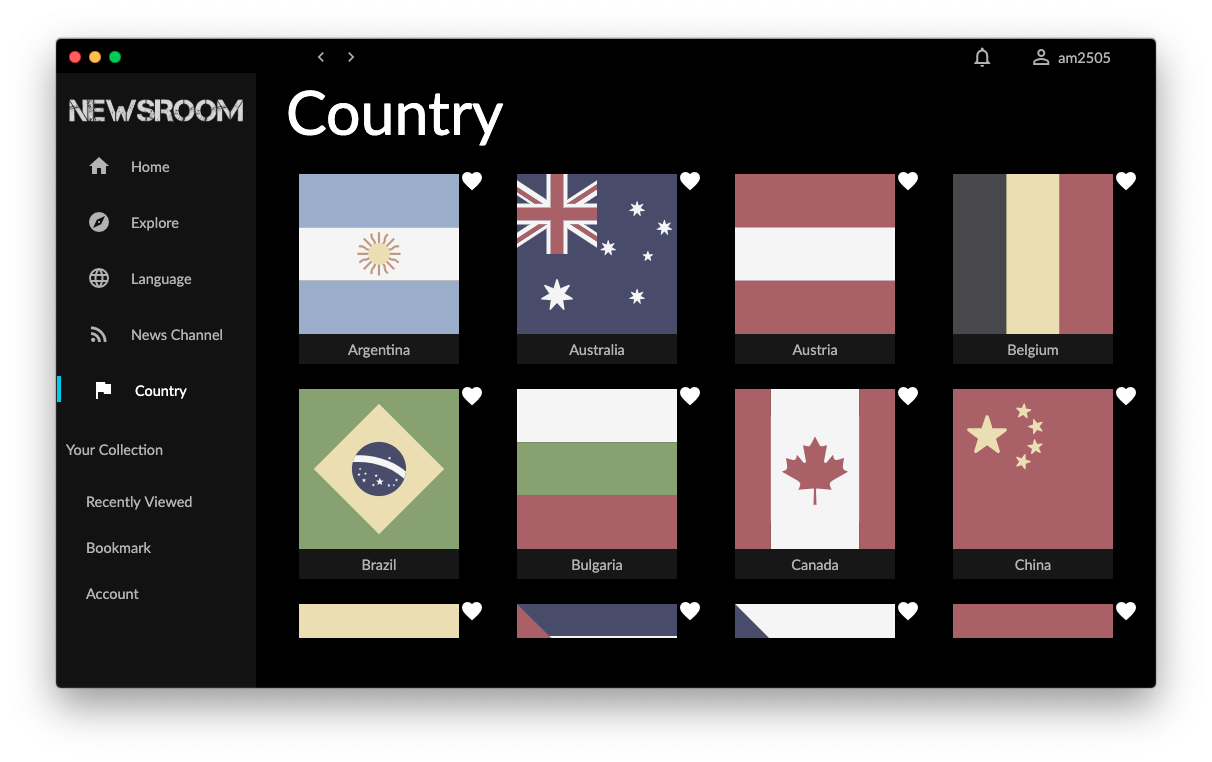 am2505
NEWSROOM
Country
Home
Explore
Language
News Channel
Country
Your Collection
Recently Viewed
Bookmark
Account
Argentina
Australia
Austria
Belgium
Brazil
Bulgaria
Canada
China